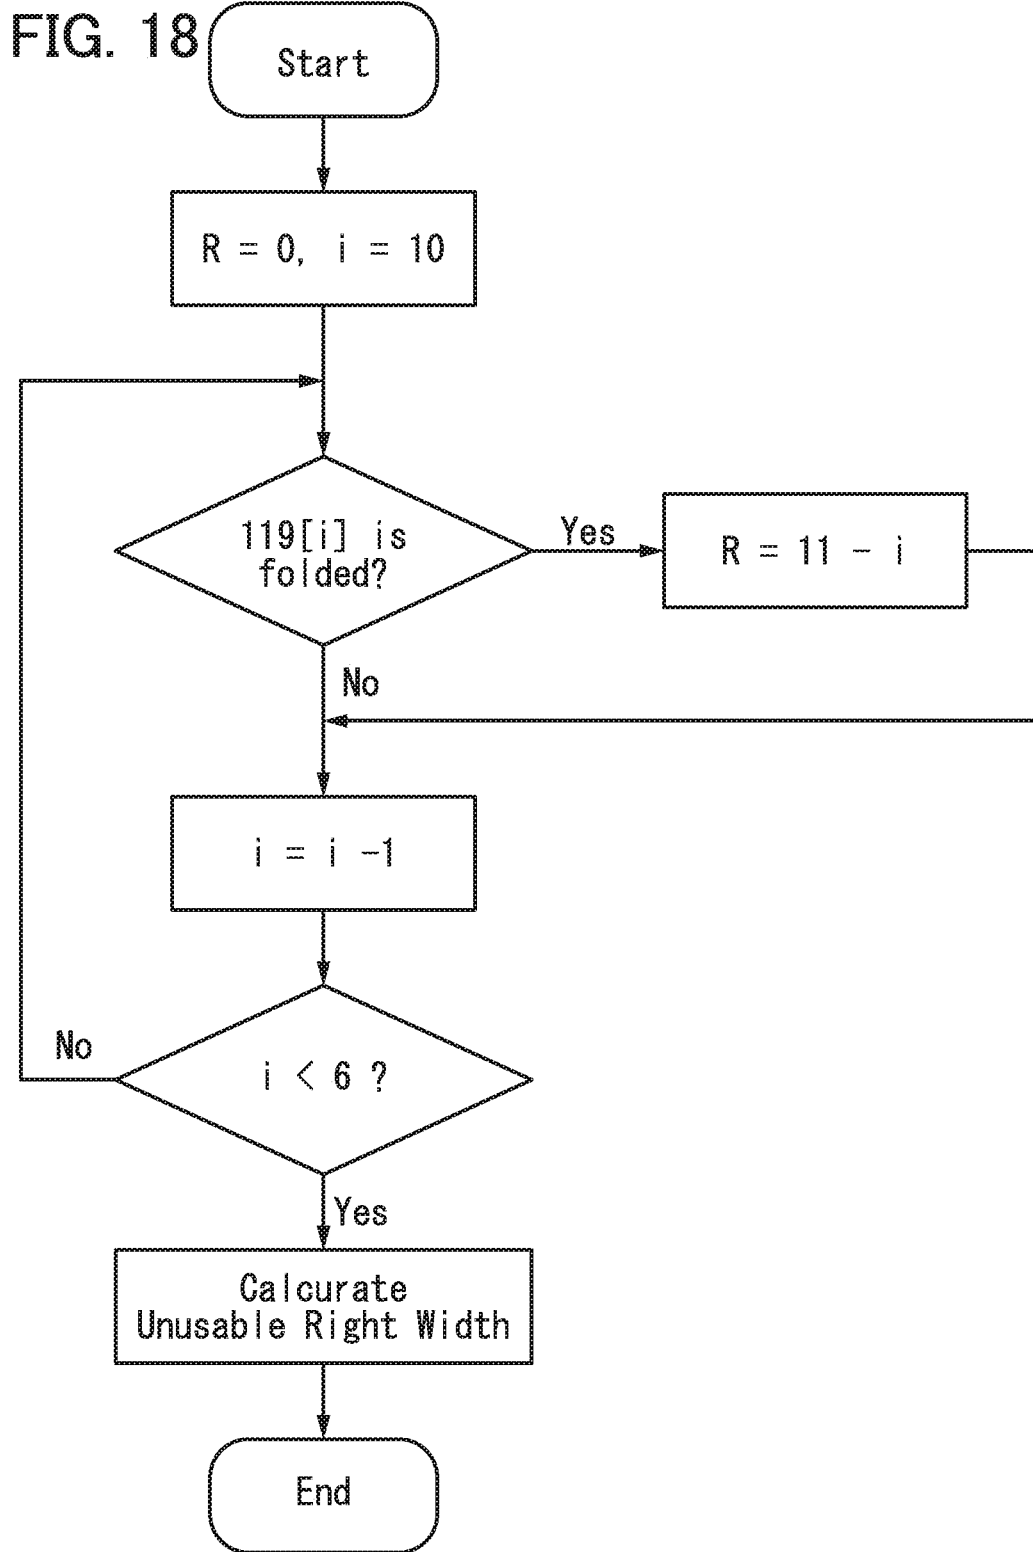 FIG. 18
Start
R = 0, i = 10
119[i] is
folded?
Yes
R = 11 - i
No
i = i -1
No
i < 6 ?
Yes
Calcurate
Unusable Right Width
End